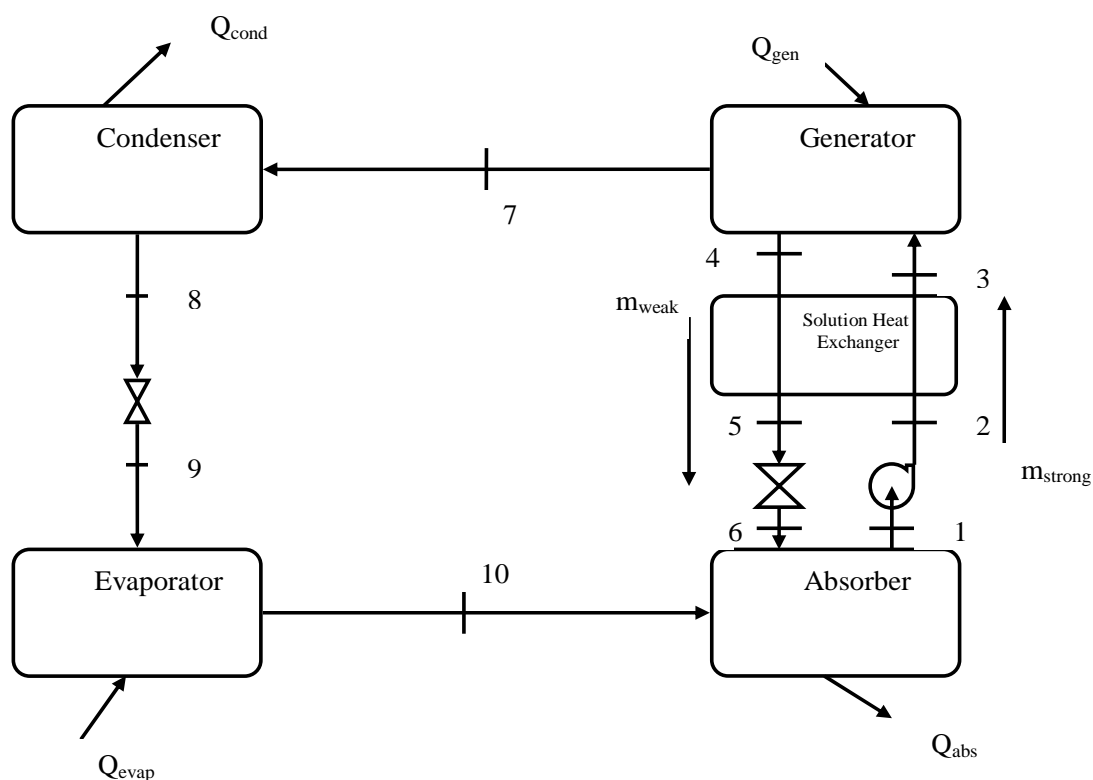 Qcond
Qgen
Condenser
Generator
7
4
3
8
mweak
Solution Heat
Exchanger
5
2
9
mstrong
6
1
Evaporator
10
Absorber
Qabs
Qevap